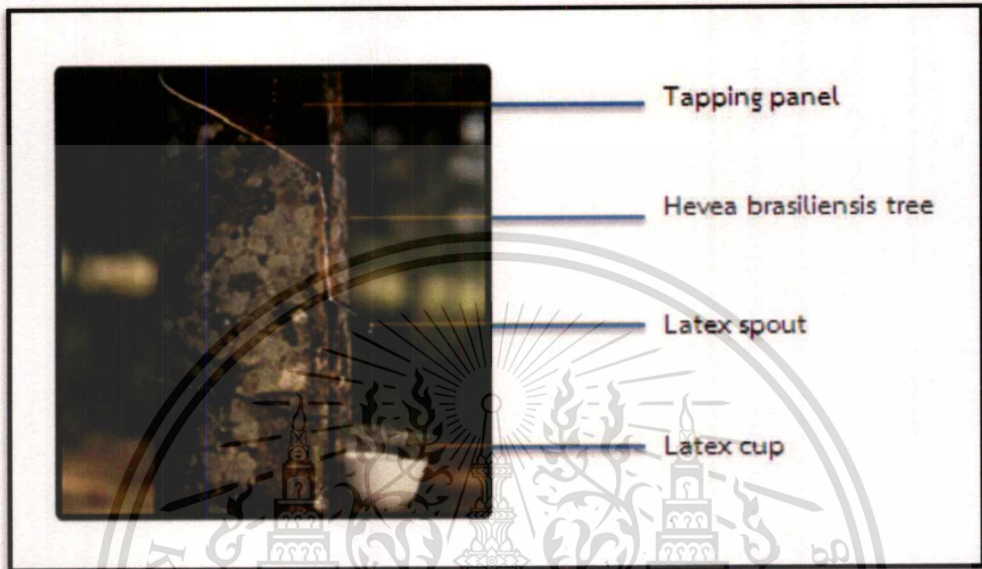 Tapping panel
Hevea brasiliensis tree
Latex spout
Latex cup